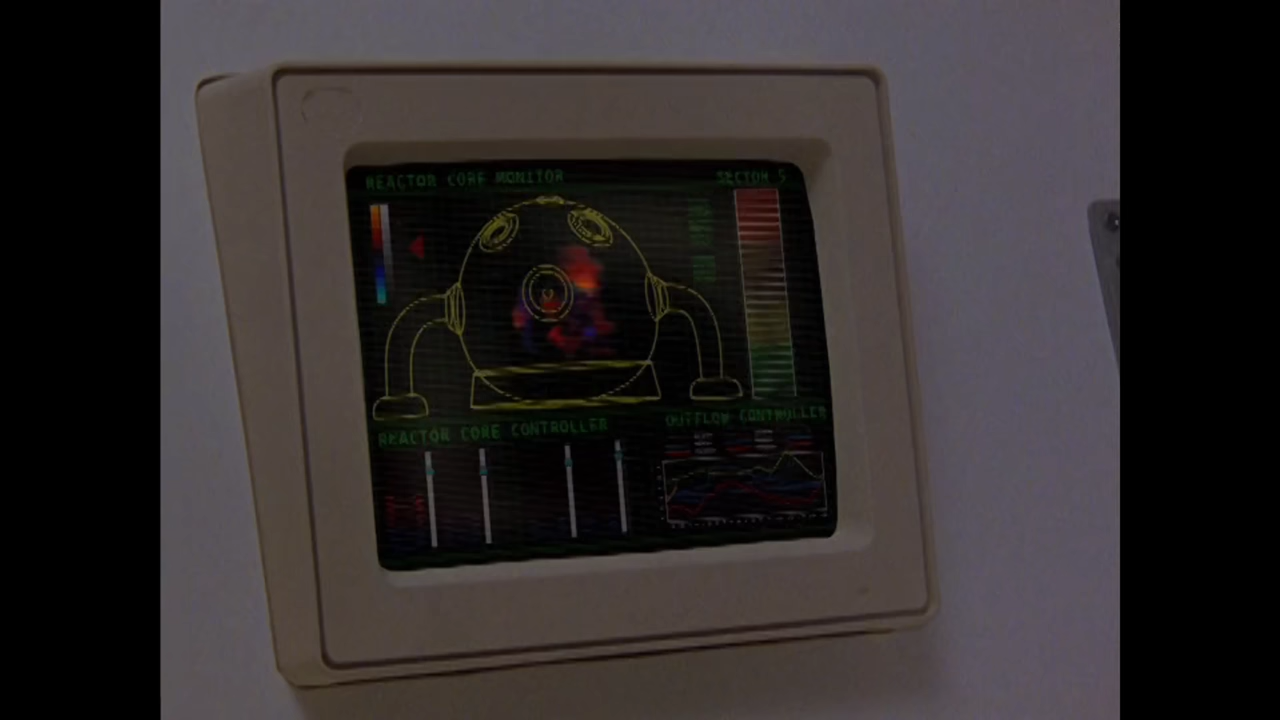 REACTOR CORE MONITOR
SECTOR 5
REACTOR CORE CONTROLLER
OUTFLOW CONTROLLER